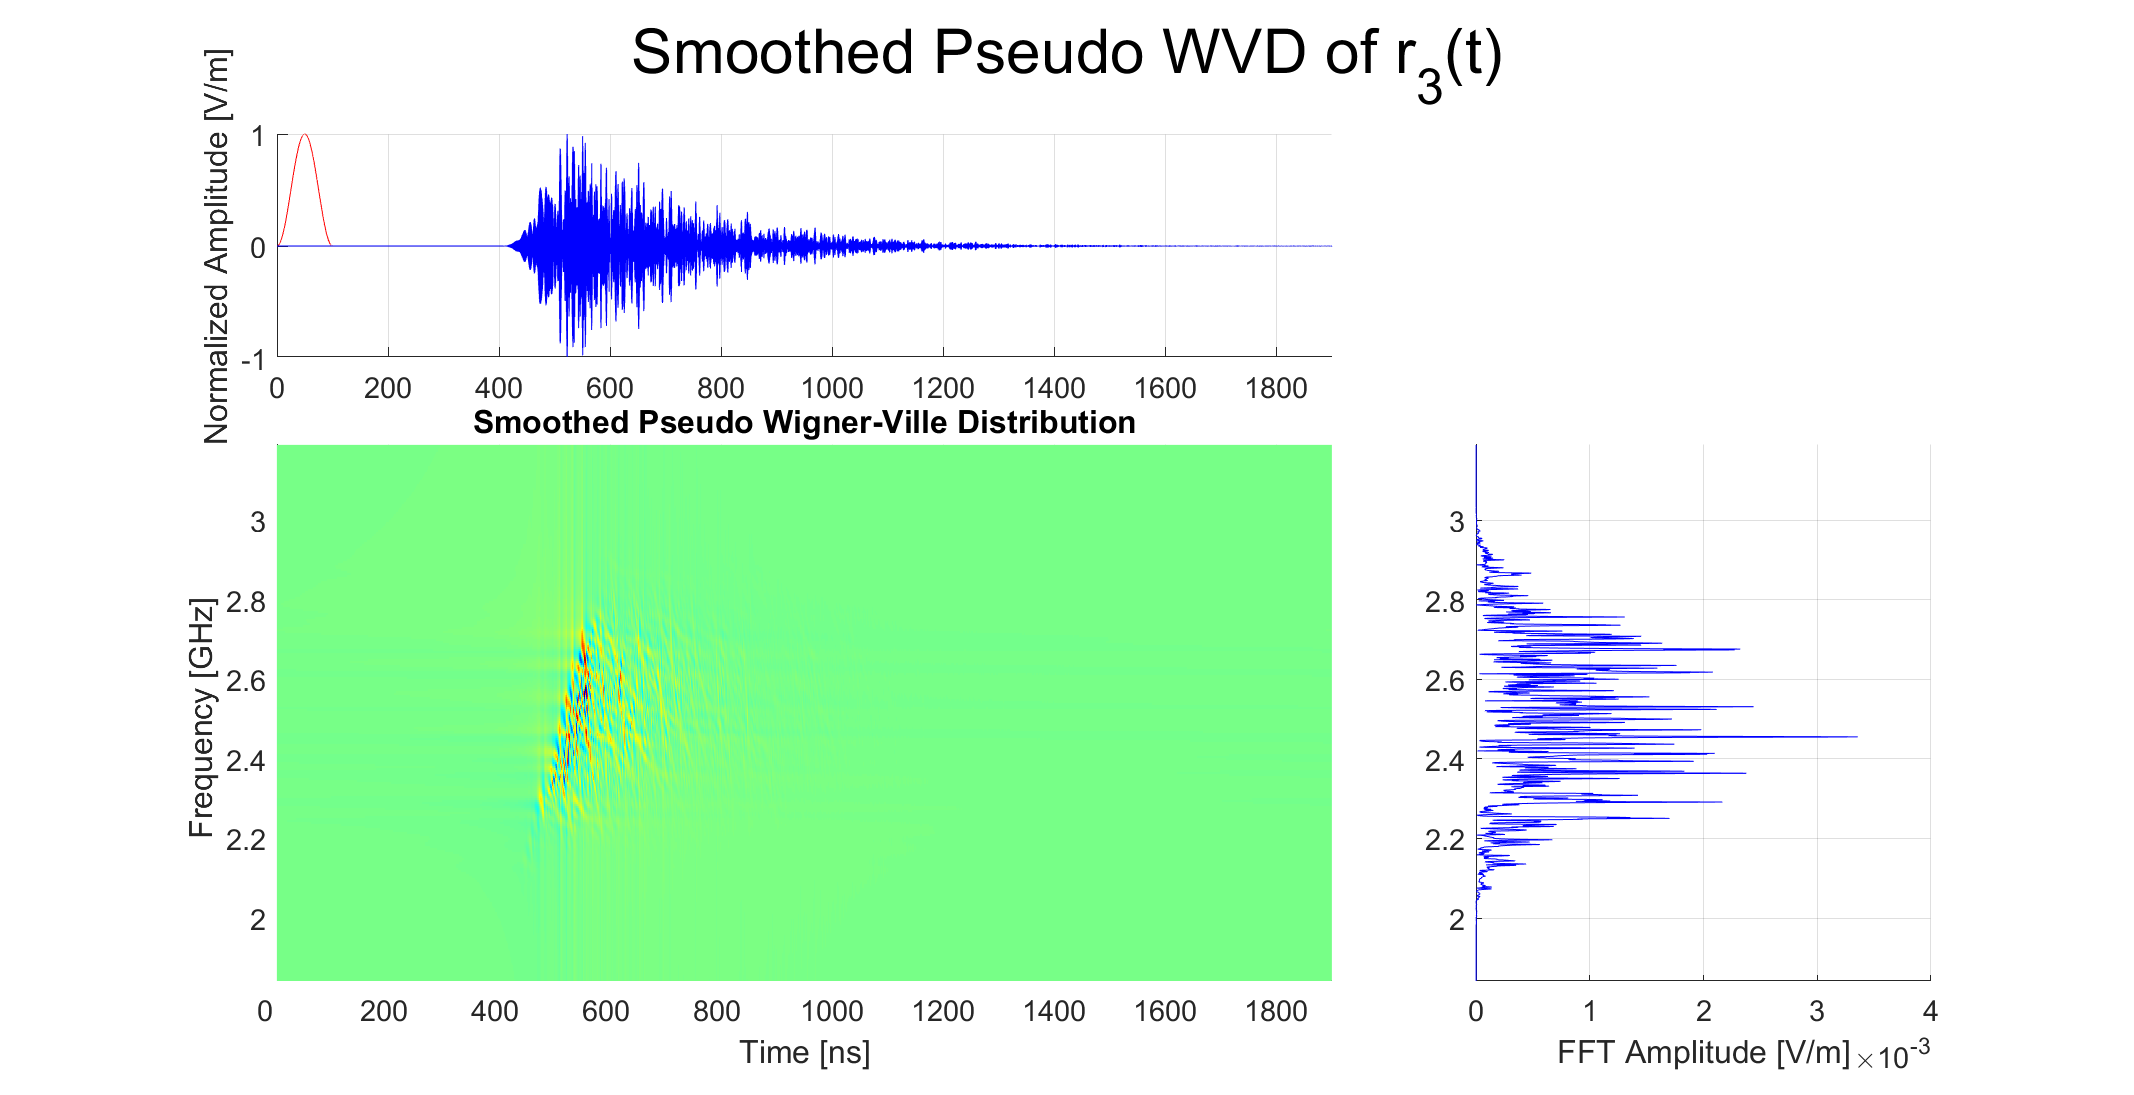 Smoothed Pseudo WVD of r₃(t)
Normalized Amplitude [V/m]
1
0
-1
0 200 400 600 800 1000 1200 1400 1600 1800
Smoothed Pseudo Wigner-Ville Distribution
Frequency [GHz]
3
2.8
2.6
2.4
2.2
2
0 200 400 600 800 1000 1200 1400 1600 1800
Time [ns]
3
2.8
2.6
2.4
2.2
2
0 1 2 3 4
FFT Amplitude [V/m] ×10⁻³